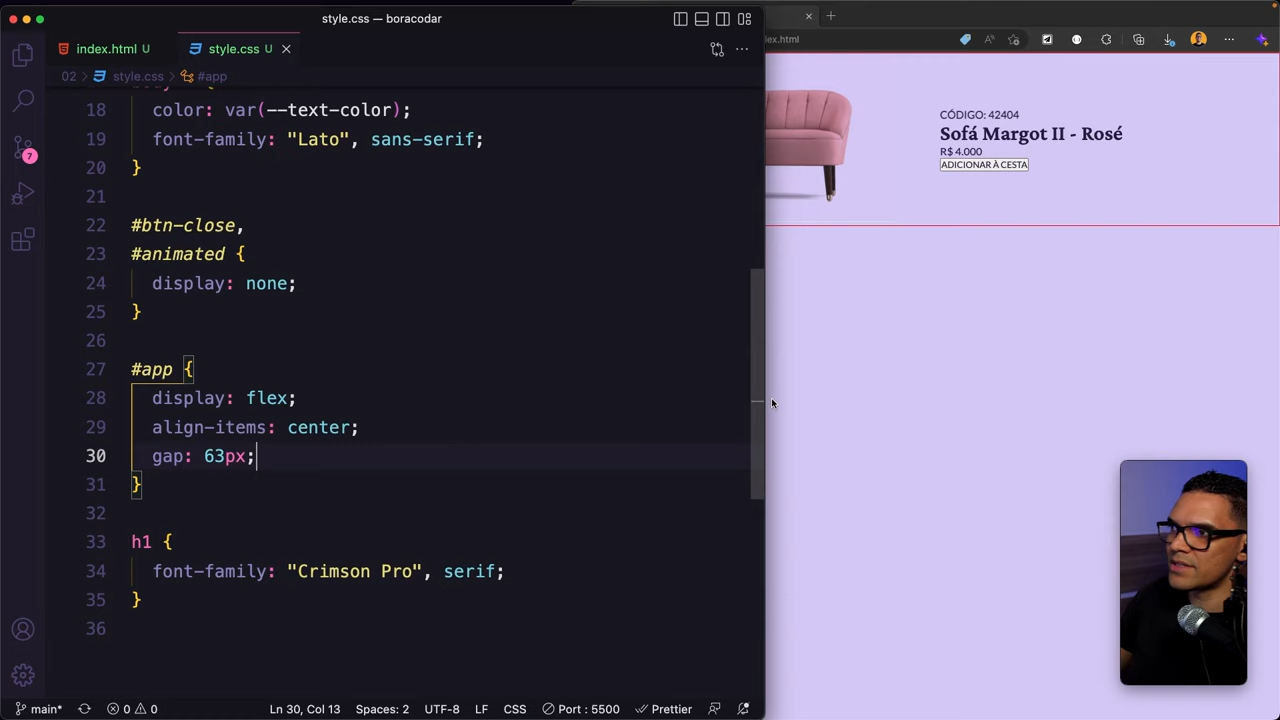 style.css — boracodar
index.html U
style.css U
02 > style.css > #app
dex.html
18 color: var(--text-color);
19 font-family: "Lato", sans-serif;
20 }
21
22 #btn-close,
23 #animated {
24 display: none;
25 }
26
27 #app {
28 display: flex;
29 align-items: center;
30 gap: 63px;
31 }
32
33 h1 {
34 font-family: "Crimson Pro", serif;
35 }
36
7
CÓDIGO: 42404
Sofá Margot II - Rosé
R$ 4.000
ADICIONAR À CESTA
main* 0 0 Ln 30, Col 13 Spaces: 2 UTF-8 LF CSS Port : 5500 Prettier